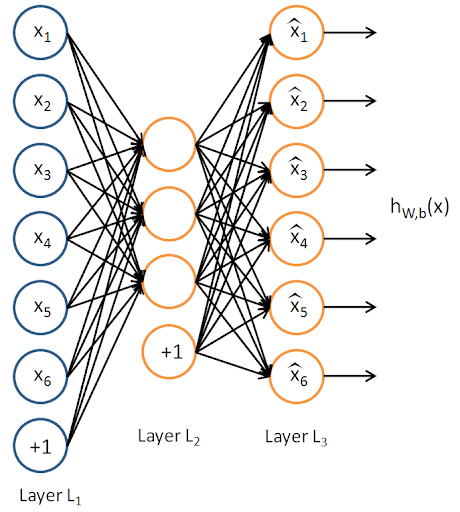 x₁
x₂
x₃
x₄
x₅
x₆
+1
Layer L₁
+1
Layer L₂
x̂₁
x̂₂
x̂₃
x̂₄
x̂₅
x̂₆
Layer L₃
h_W,b(x)